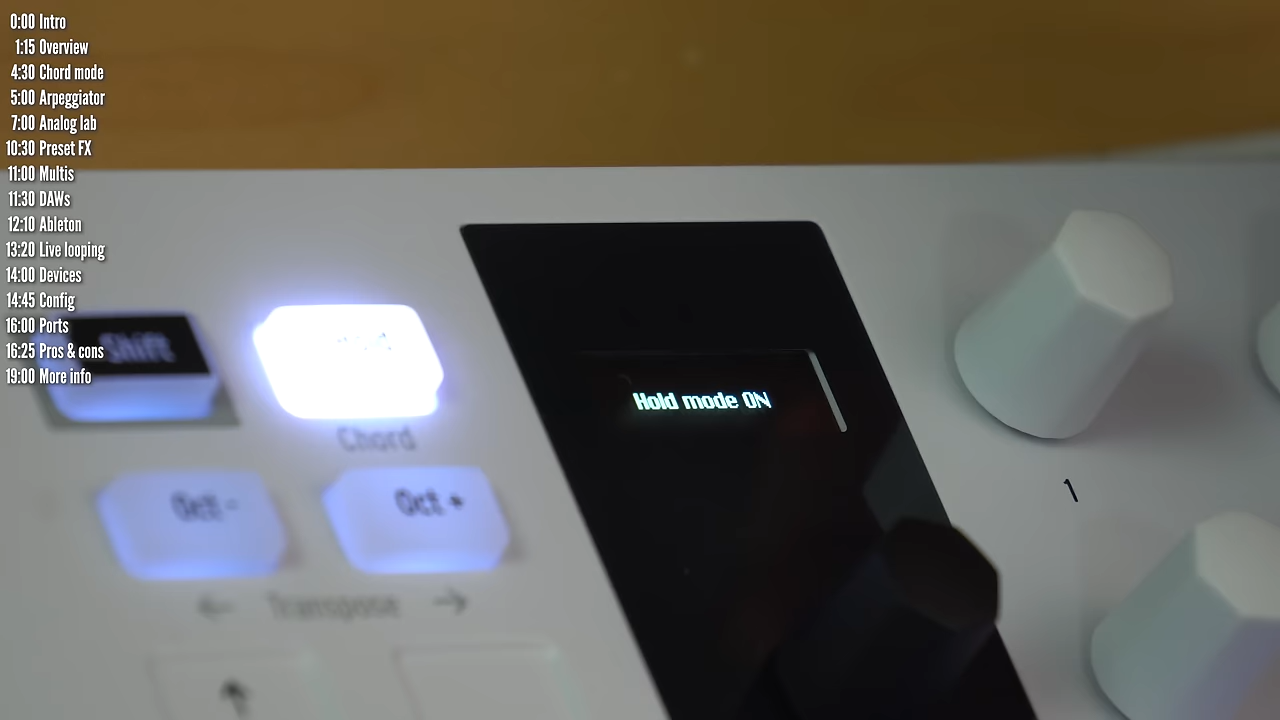 0:00 Intro
1:15 Overview
4:30 Chord mode
5:00 Arpeggiator
7:00 Analog lab
10:30 Preset FX
11:00 Multis
11:30 DAWs
12:10 Ableton
13:20 Live looping
14:00 Devices
14:45 Config
16:00 Ports
16:25 Pros & cons
19:00 More info
Shift
Chord
Hold mode ON
Oct -
Oct +
← Transpose →
1